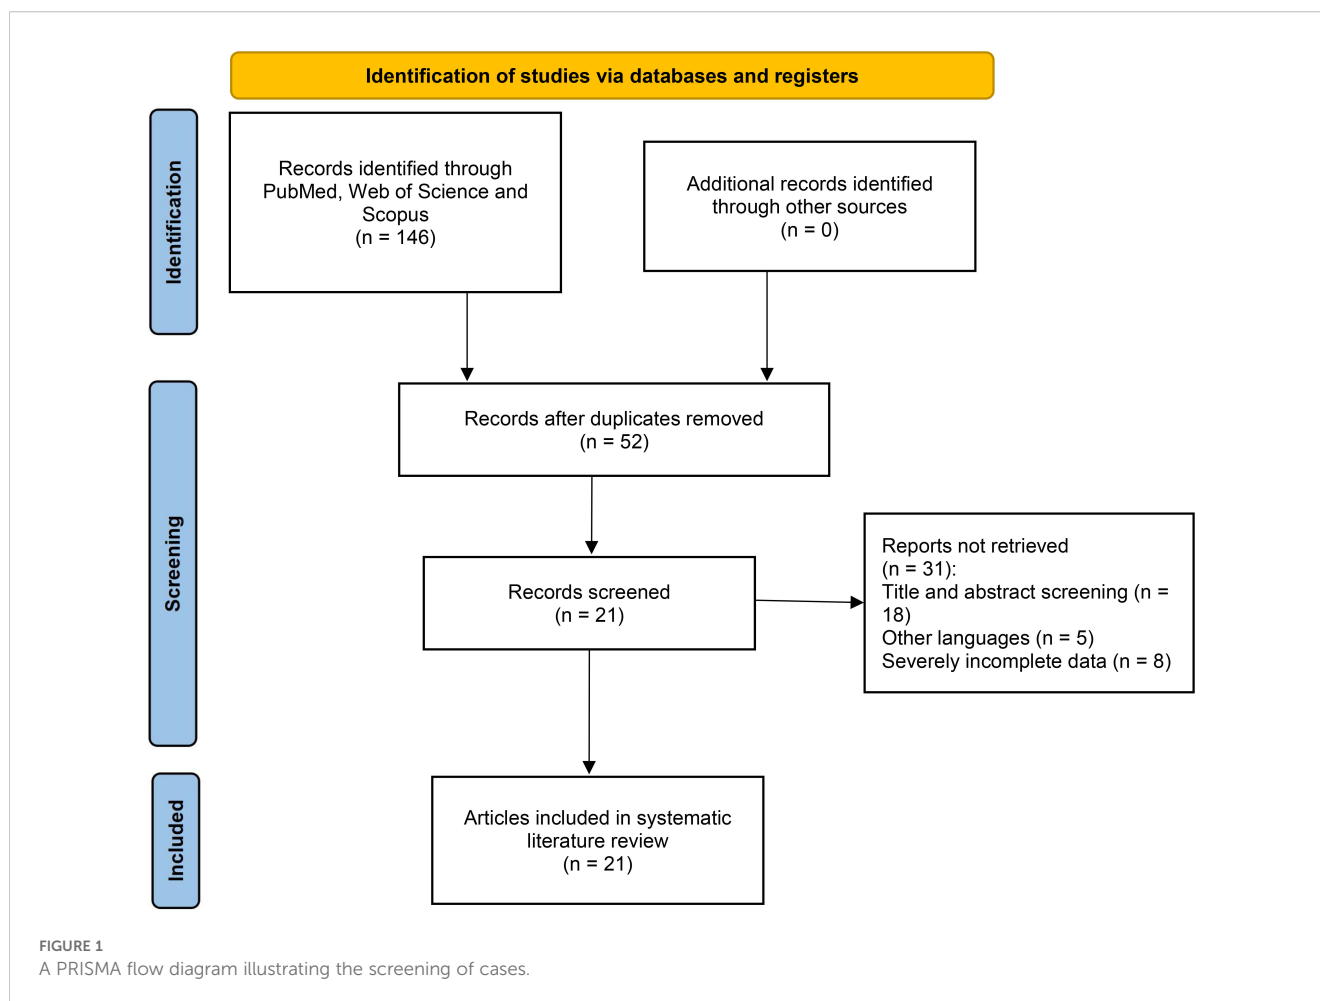 Identification of studies via databases and registers
Identification
Records identified through
PubMed, Web of Science and
Scopus
(n = 146)
Additional records identified
through other sources
(n = 0)
Screening
Records after duplicates removed
(n = 52)
Records screened
(n = 21)
Reports not retrieved
(n = 31):
Title and abstract screening (n =
18)
Other languages (n = 5)
Severely incomplete data (n = 8)
Included
Articles included in systematic
literature review
(n = 21)
FIGURE 1
A PRISMA flow diagram illustrating the screening of cases.